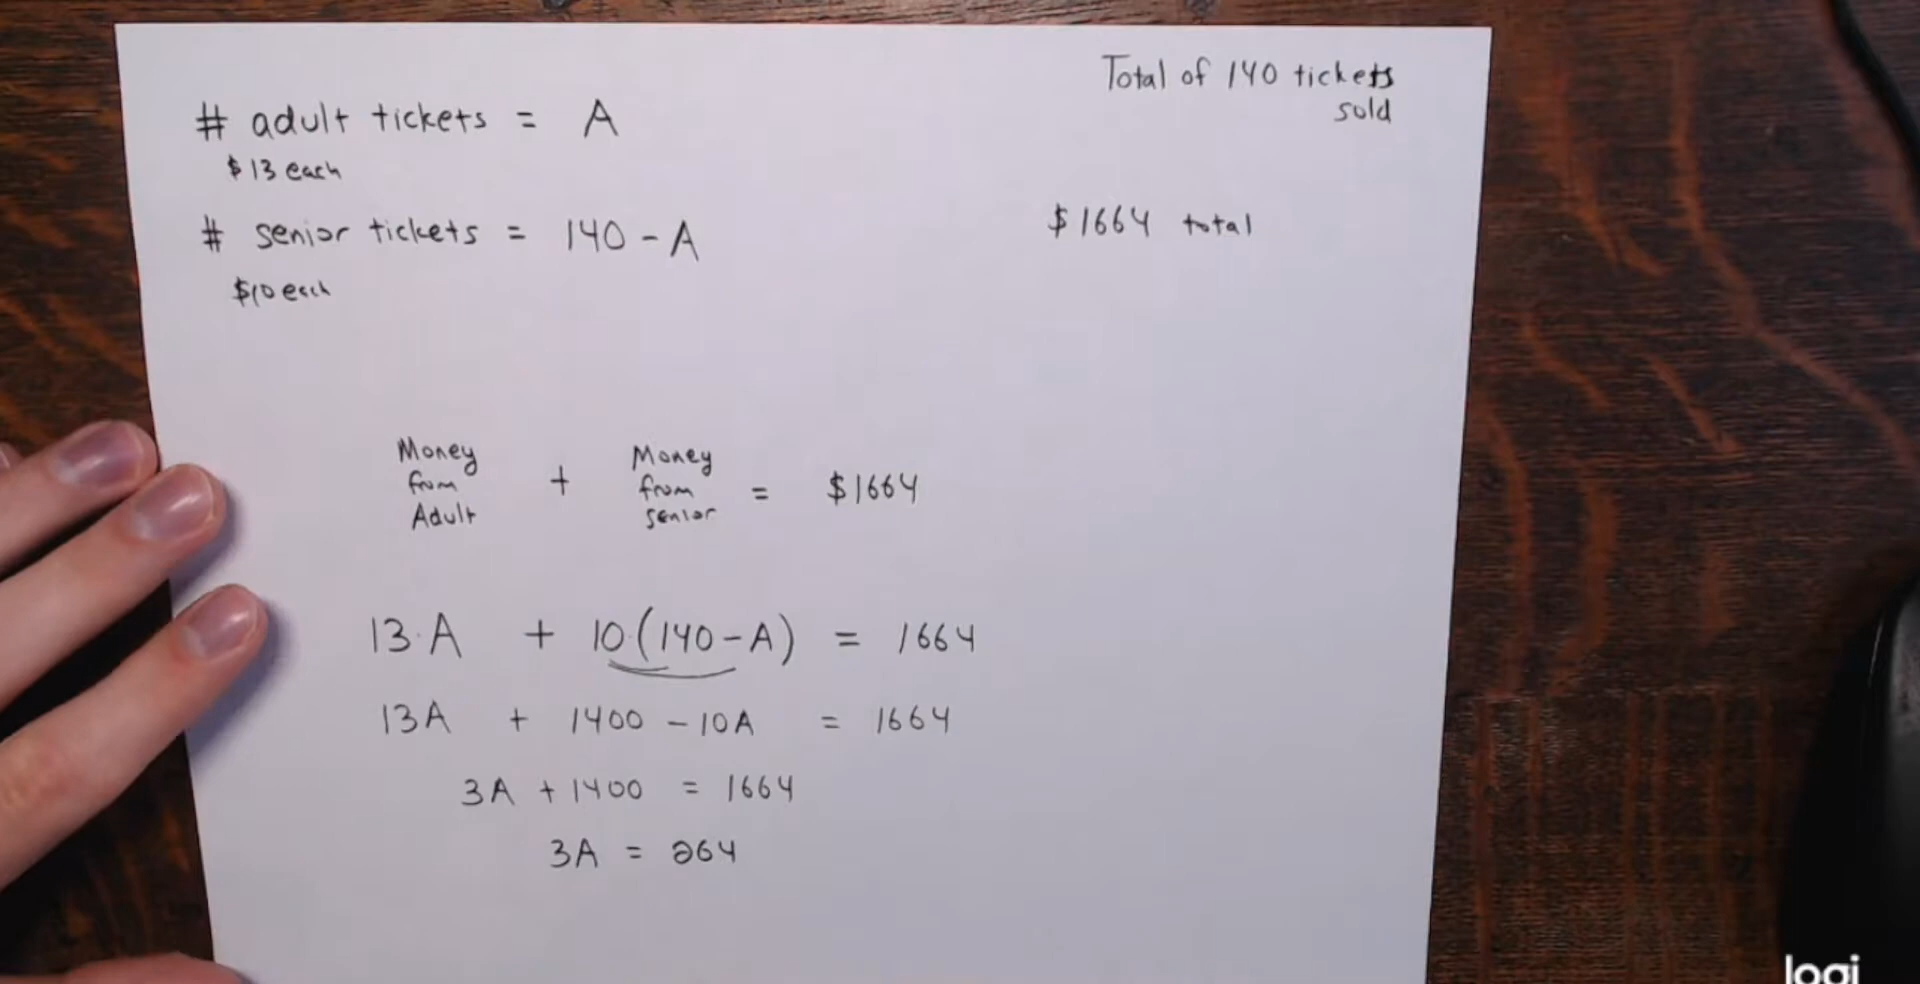 Total of 140 tickets
sold
# adult tickets = A
$13 each
# senior tickets = 140 - A
$1664 total
$10 each
Money from Adult + Money from senior = $1664
13·A + 10·(140-A) = 1664
13A + 1400 - 10A = 1664
3A + 1400 = 1664
3A = 264
logi